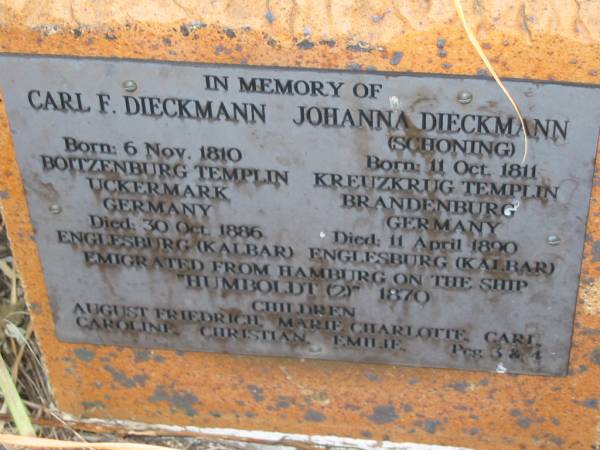 IN MEMORY OF
CARL F. DIECKMANN JOHANNA DIECKMANN
(SCHONING)
Born: 6 Nov. 1810 Born: 11 Oct. 1811
BOITZENBURG TEMPLIN KREUZKRUG TEMPLIN
UCKERMARK BRANDENBURG
GERMANY GERMANY
Died: 30 Oct. 1886 Died: 11 April 1890
ENGLESBURG (KALBAR) ENGLESBURG (KALBAR)
EMIGRATED FROM HAMBURG ON THE SHIP
"HUMBOLDT (2)" 1870
CHILDREN
AUGUST FRIEDRICH, MARIE CHARLOTTE, CARL,
CAROLINE, CHRISTIAN, EMILIE. Pcg 3 & 4